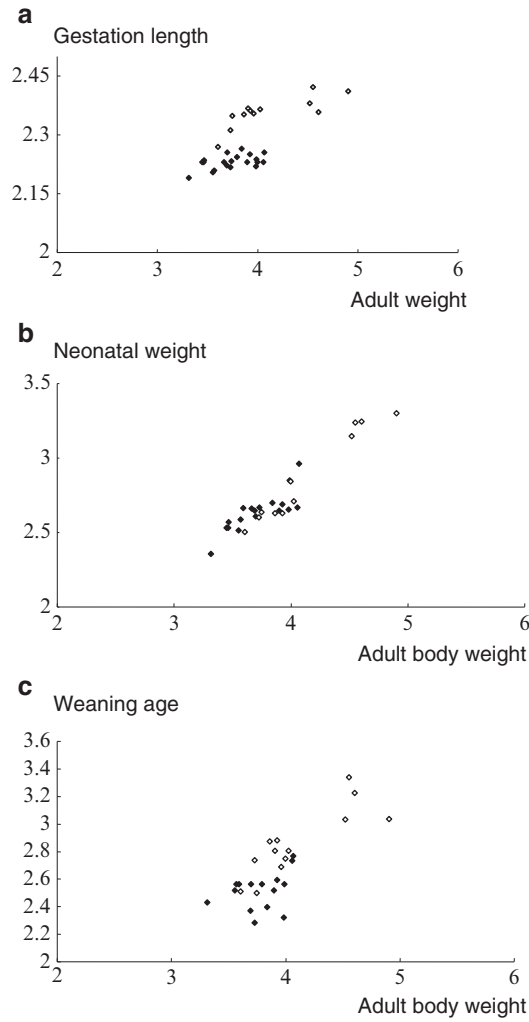 a
Gestation length
2.45
2.3
2.15
2
2 3 4 5 6
Adult weight
b
Neonatal weight
3.5
3
2.5
2
2 3 4 5 6
Adult body weight
c
Weaning age
3.6
3.4
3.2
3
2.8
2.6
2.4
2.2
2
2 3 4 5 6
Adult body weight